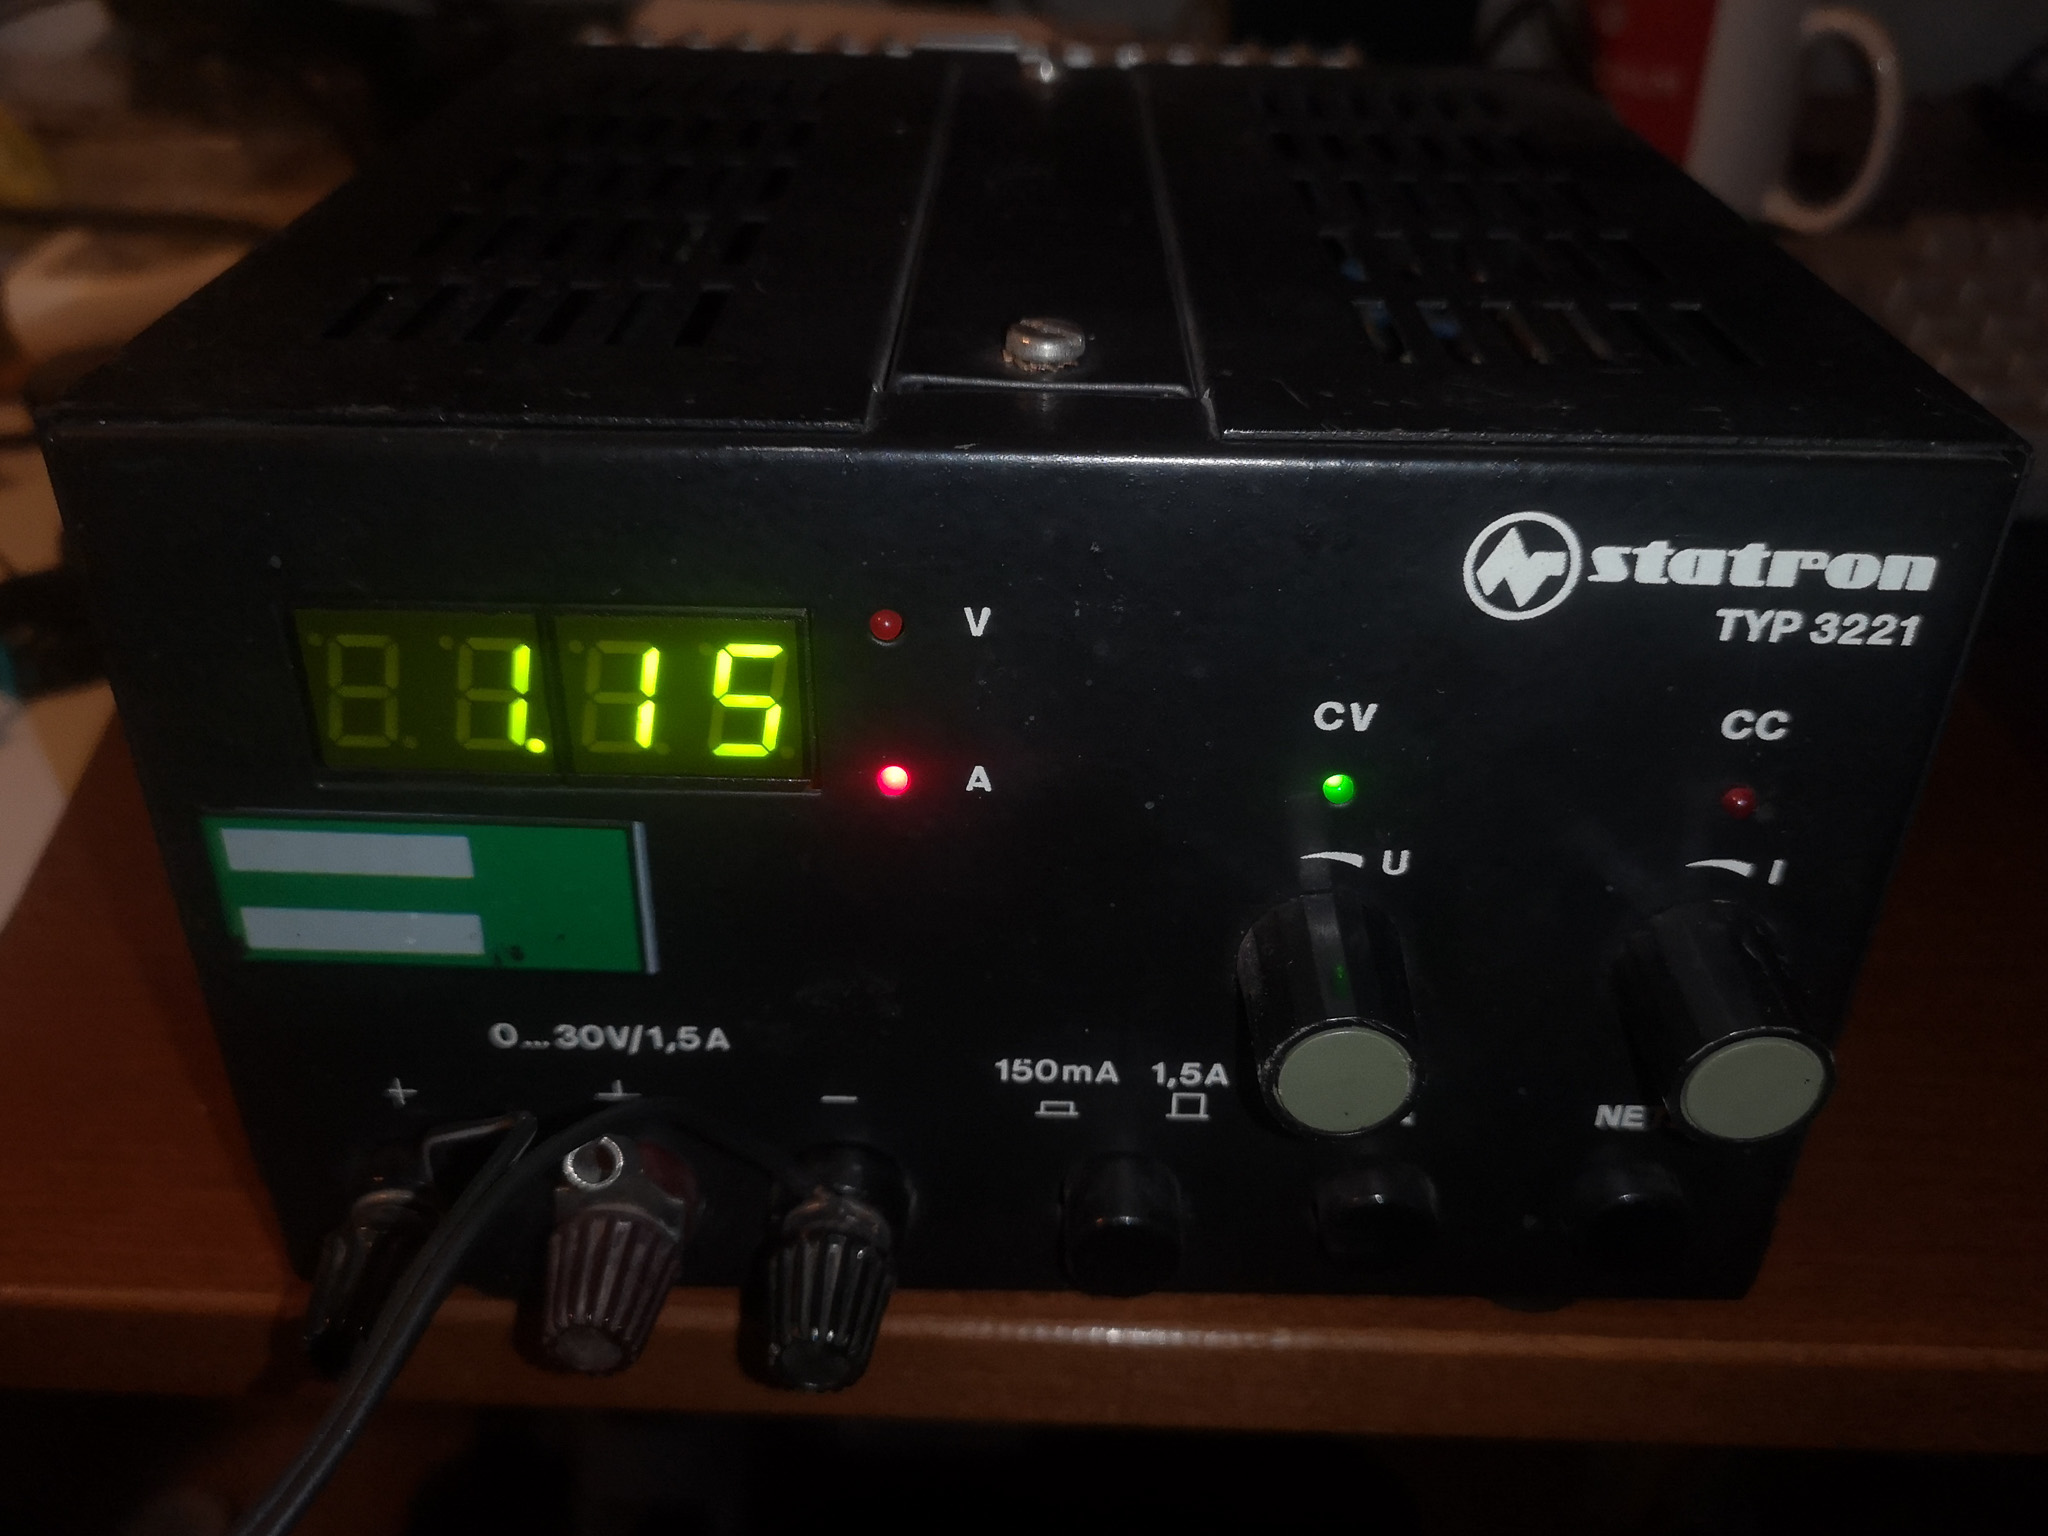 statron
TYP 3221
1.15
V
A
CV
CC
U
I
0...30V/1,5A
150mA
1,5A
+
-
NE